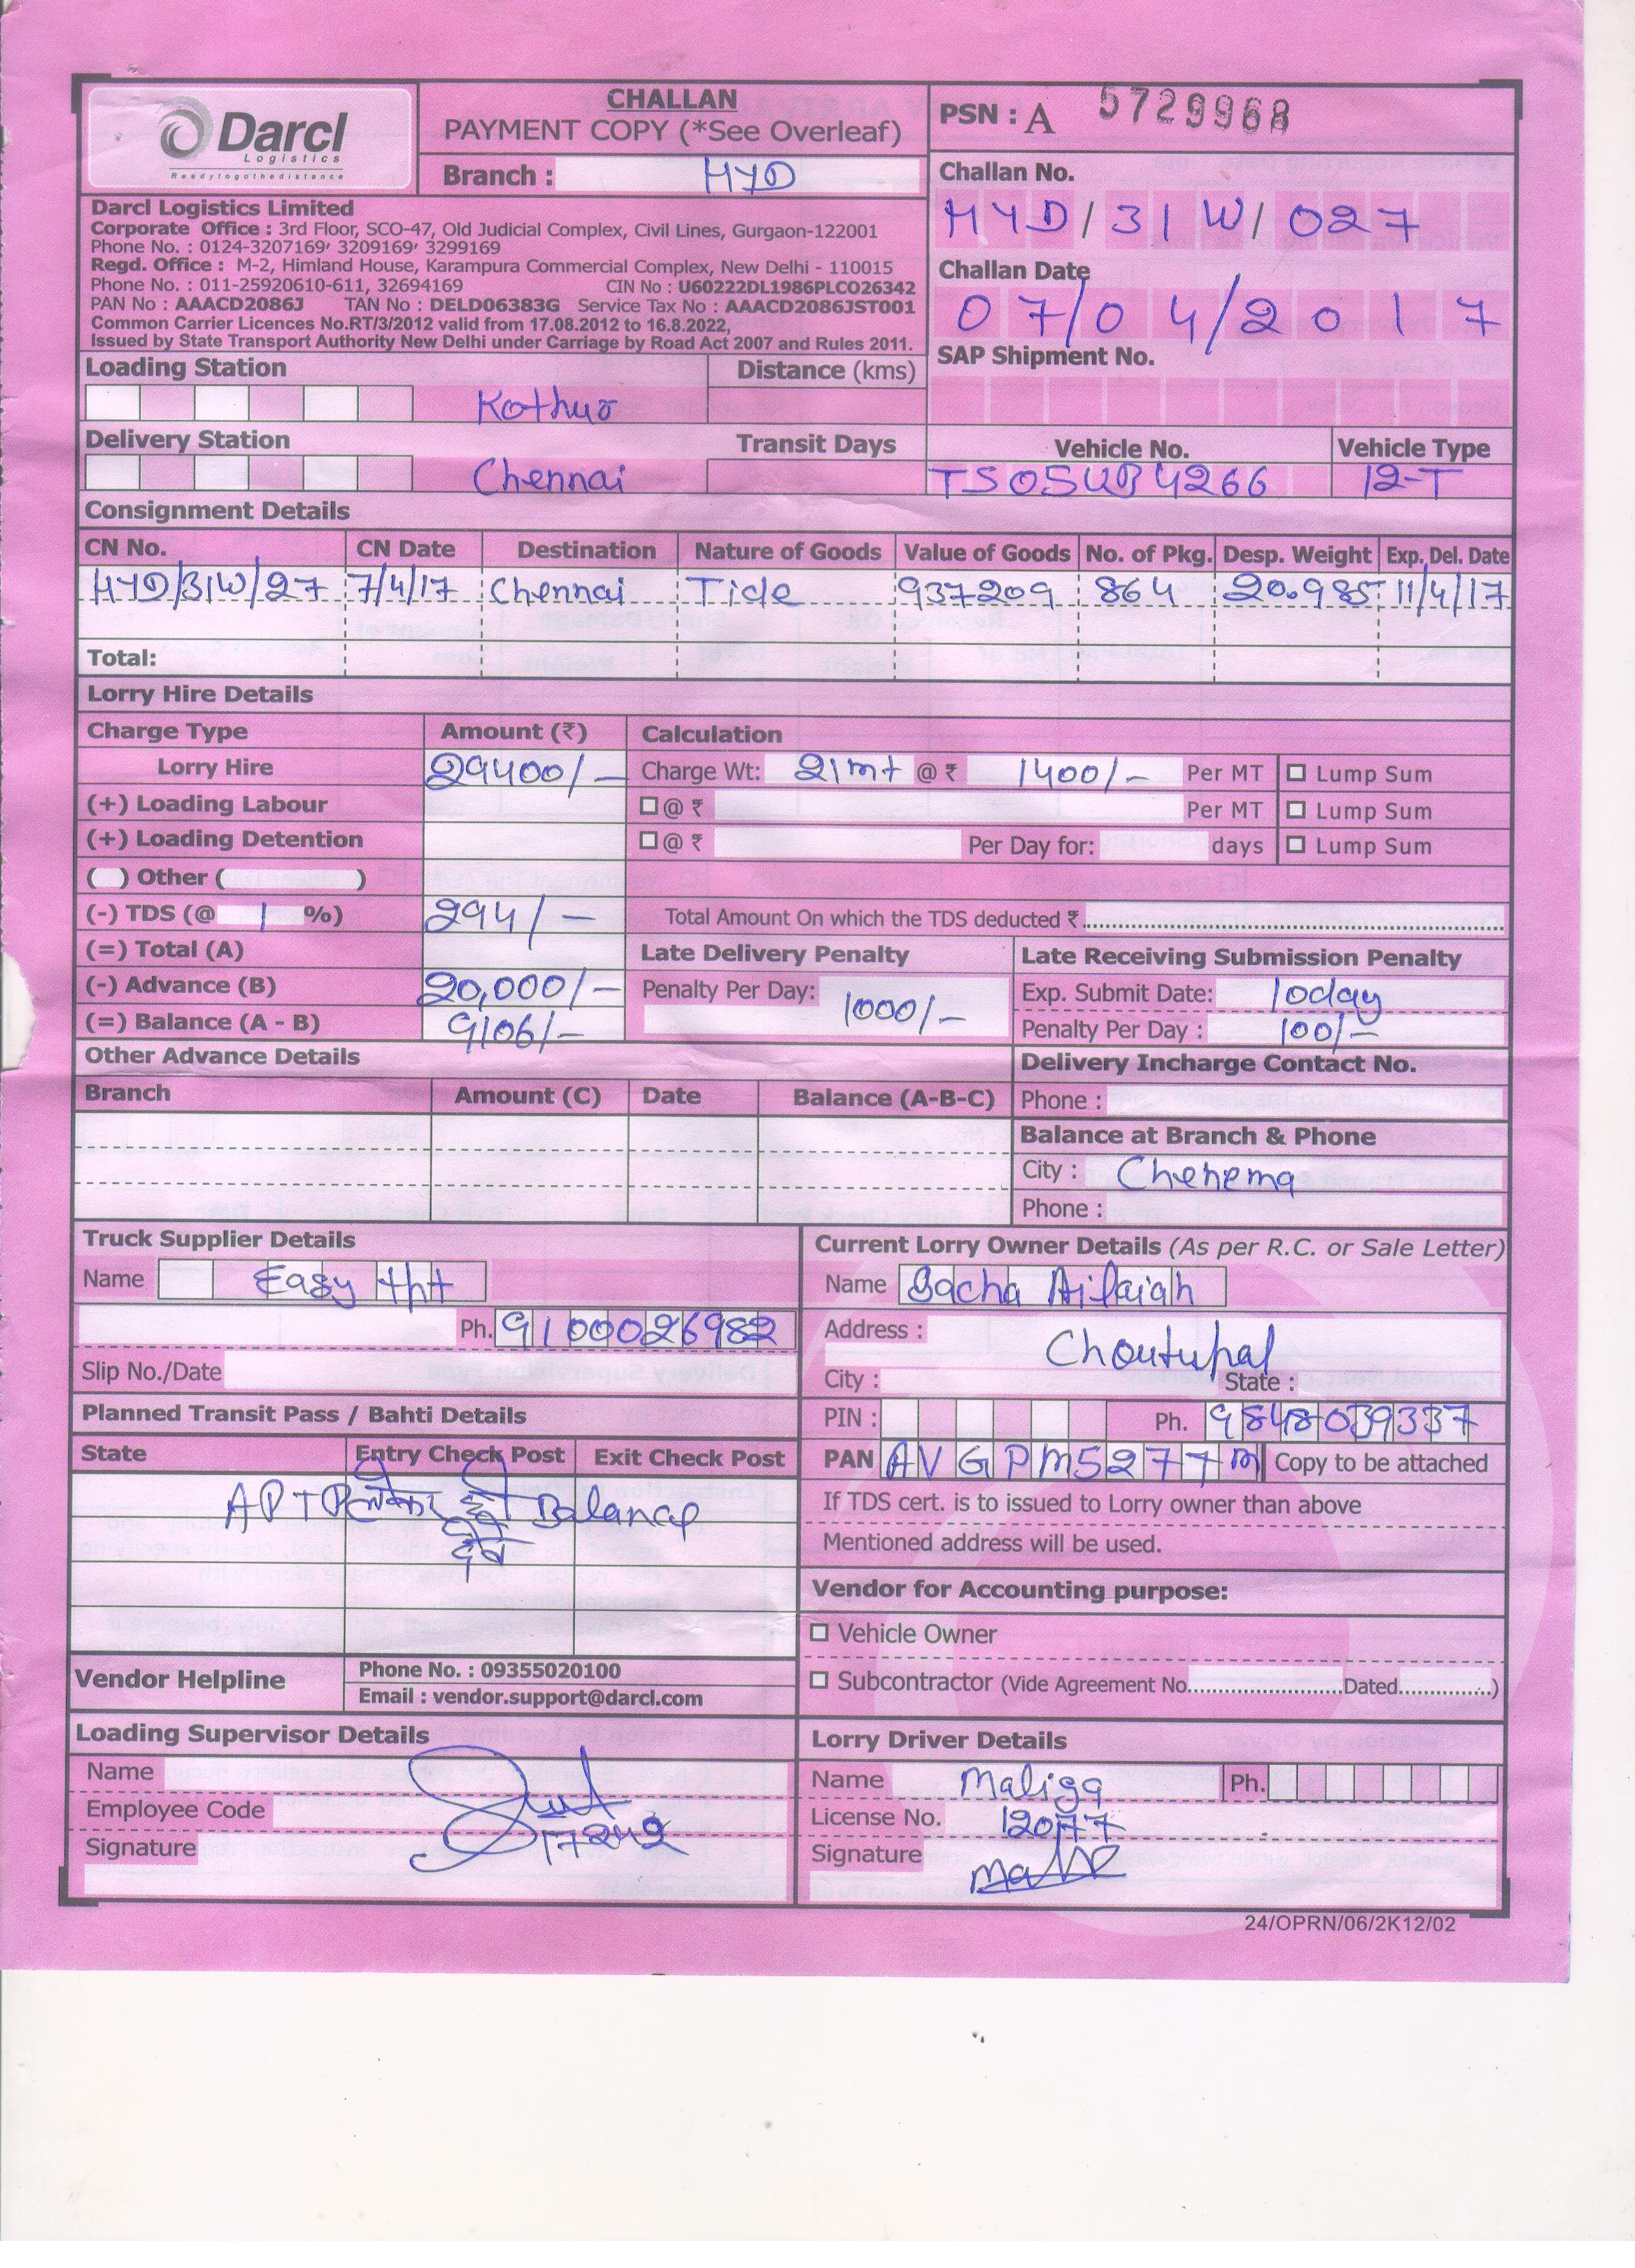 Darcl
Logistics
Readytogothedistance
CHALLAN
PAYMENT COPY (*See Overleaf)
Branch : HYD
PSN : A 5729968
Challan No.
HYD/31W/027
Challan Date
07/04/2017
SAP Shipment No.
Darcl Logistics Limited
Corporate Office : 3rd Floor, SCO-47, Old Judicial Complex, Civil Lines, Gurgaon-122001
Phone No. : 0124-3207169, 3209169, 3299169
Regd. Office : M-2, Himland House, Karampura Commercial Complex, New Delhi - 110015
Phone No. : 011-25920610-611, 32694169 CIN No : U60222DL1986PLCO26342
PAN No : AAACD2086J TAN No : DELD06383G Service Tax No : AAACD2086JST001
Common Carrier Licences No.RT/3/2012 valid from 17.08.2012 to 16.8.2022,
Issued by State Transport Authority New Delhi under Carriage by Road Act 2007 and Rules 2011.
Loading Station Distance (kms)
Kothur
Delivery Station Transit Days Vehicle No. Vehicle Type
Chennai TS05UB4266 12-T
Consignment Details
CN No. CN Date Destination Nature of Goods Value of Goods No. of Pkg. Desp. Weight Exp. Del. Date
HYD/31W/27 7/4/17 Chennai Tide 937209 864 20.985 11/4/17
Total:
Lorry Hire Details
Charge Type Amount (₹) Calculation
Lorry Hire 29400/- Charge Wt: 21mt @ ₹ 1400/- Per MT Lump Sum
(+) Loading Labour @ ₹ Per MT Lump Sum
(+) Loading Detention @ ₹ Per Day for: days Lump Sum
( ) Other ( )
(-) TDS (@ 1 %) 294/- Total Amount On which the TDS deducted ₹
(=) Total (A) Late Delivery Penalty Late Receiving Submission Penalty
(-) Advance (B) 20,000/- Penalty Per Day: 1000/- Exp. Submit Date: 10day
(=) Balance (A - B) 9106/- Penalty Per Day : 100/-
Other Advance Details Delivery Incharge Contact No.
Branch Amount (C) Date Balance (A-B-C) Phone :
Balance at Branch & Phone
City :
Phone :
Truck Supplier Details Current Lorry Owner Details (As per R.C. or Sale Letter)
Name Easy tpt Name
Ph. 9100026982 Address : Choutupal
Slip No./Date City : State :
Planned Transit Pass / Bahti Details PIN : Ph. 9848039337
State Entry Check Post Exit Check Post PAN AVGPM5277M Copy to be attached
Balance
If TDS cert. is to issued to Lorry owner than above
Mentioned address will be used.
Vendor for Accounting purpose:
Vehicle Owner
Subcontractor (Vide Agreement No. Dated )
Vendor Helpline Phone No. : 09355020100
Email : vendor.support@darcl.com
Loading Supervisor Details Lorry Driver Details
Name Name Ph.
Employee Code License No. 12077
Signature Signature
24/OPRN/06/2K12/02